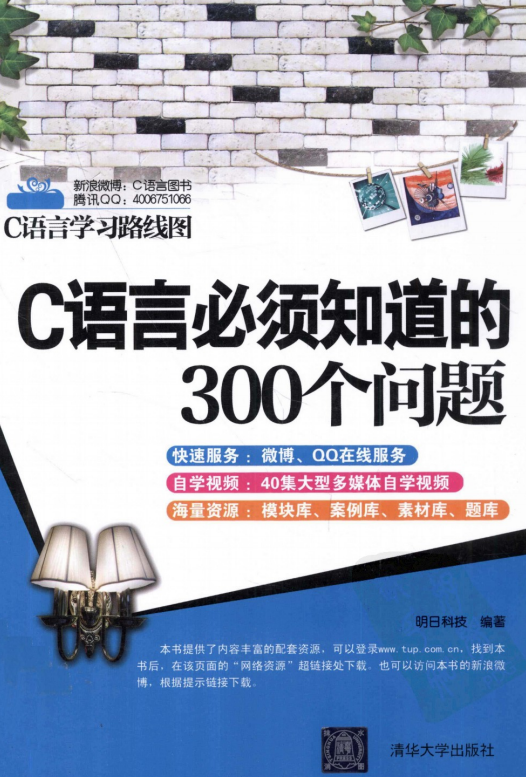 新浪微博：C语言图书
腾讯QQ：4006751066
C语言学习路线图
C语言必须知道的
300个问题
快速服务：微博、QQ在线服务
自学视频：40集大型多媒体自学视频
海量资源：模块库、案例库、素材库、题库
明日科技 编著
本书提供了内容丰富的配套资源，可以登录www.tup.com.cn，找到本
书后，在该页面的“网络资源”超链接处下载。也可以访问本书的新浪微
博，根据提示链接下载。
清华大学出版社